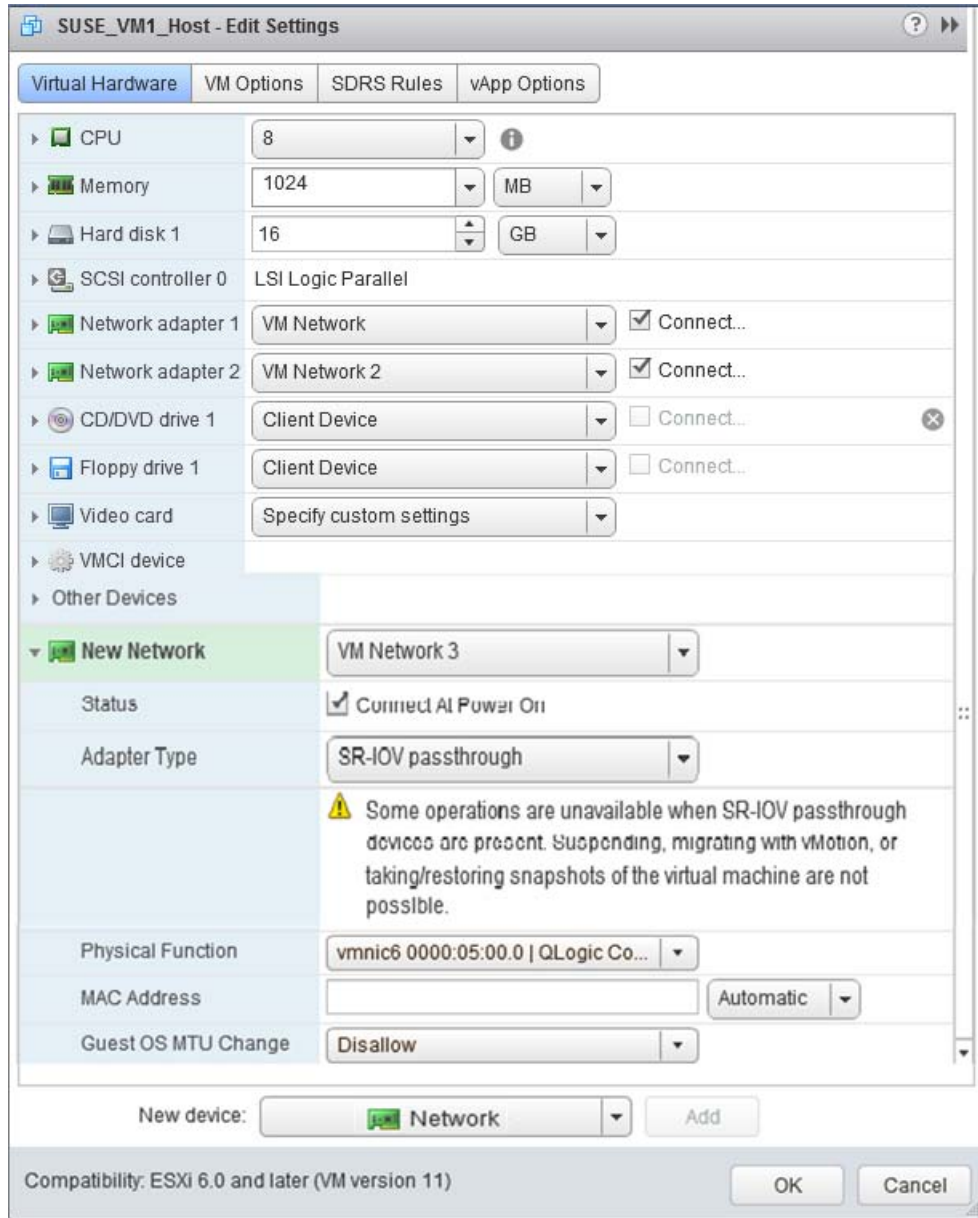 SUSE_VM1_Host - Edit Settings
Virtual Hardware VM Options SDRS Rules vApp Options
CPU 8
Memory 1024 MB
Hard disk 1 16 GB
SCSI controller 0 LSI Logic Parallel
Network adapter 1 VM Network Connect...
Network adapter 2 VM Network 2 Connect...
CD/DVD drive 1 Client Device Connect...
Floppy drive 1 Client Device Connect...
Video card Specify custom settings
VMCI device
Other Devices
New Network VM Network 3
Status Connect At Power On
Adapter Type SR-IOV passthrough
Some operations are unavailable when SR-IOV passthrough
devices are present. Suspending, migrating with vMotion, or
taking/restoring snapshots of the virtual machine are not
possible.
Physical Function vmnic6 0000:05:00.0 | QLogic Co...
MAC Address Automatic
Guest OS MTU Change Disallow
New device: Network Add
Compatibility: ESXi 6.0 and later (VM version 11) OK Cancel